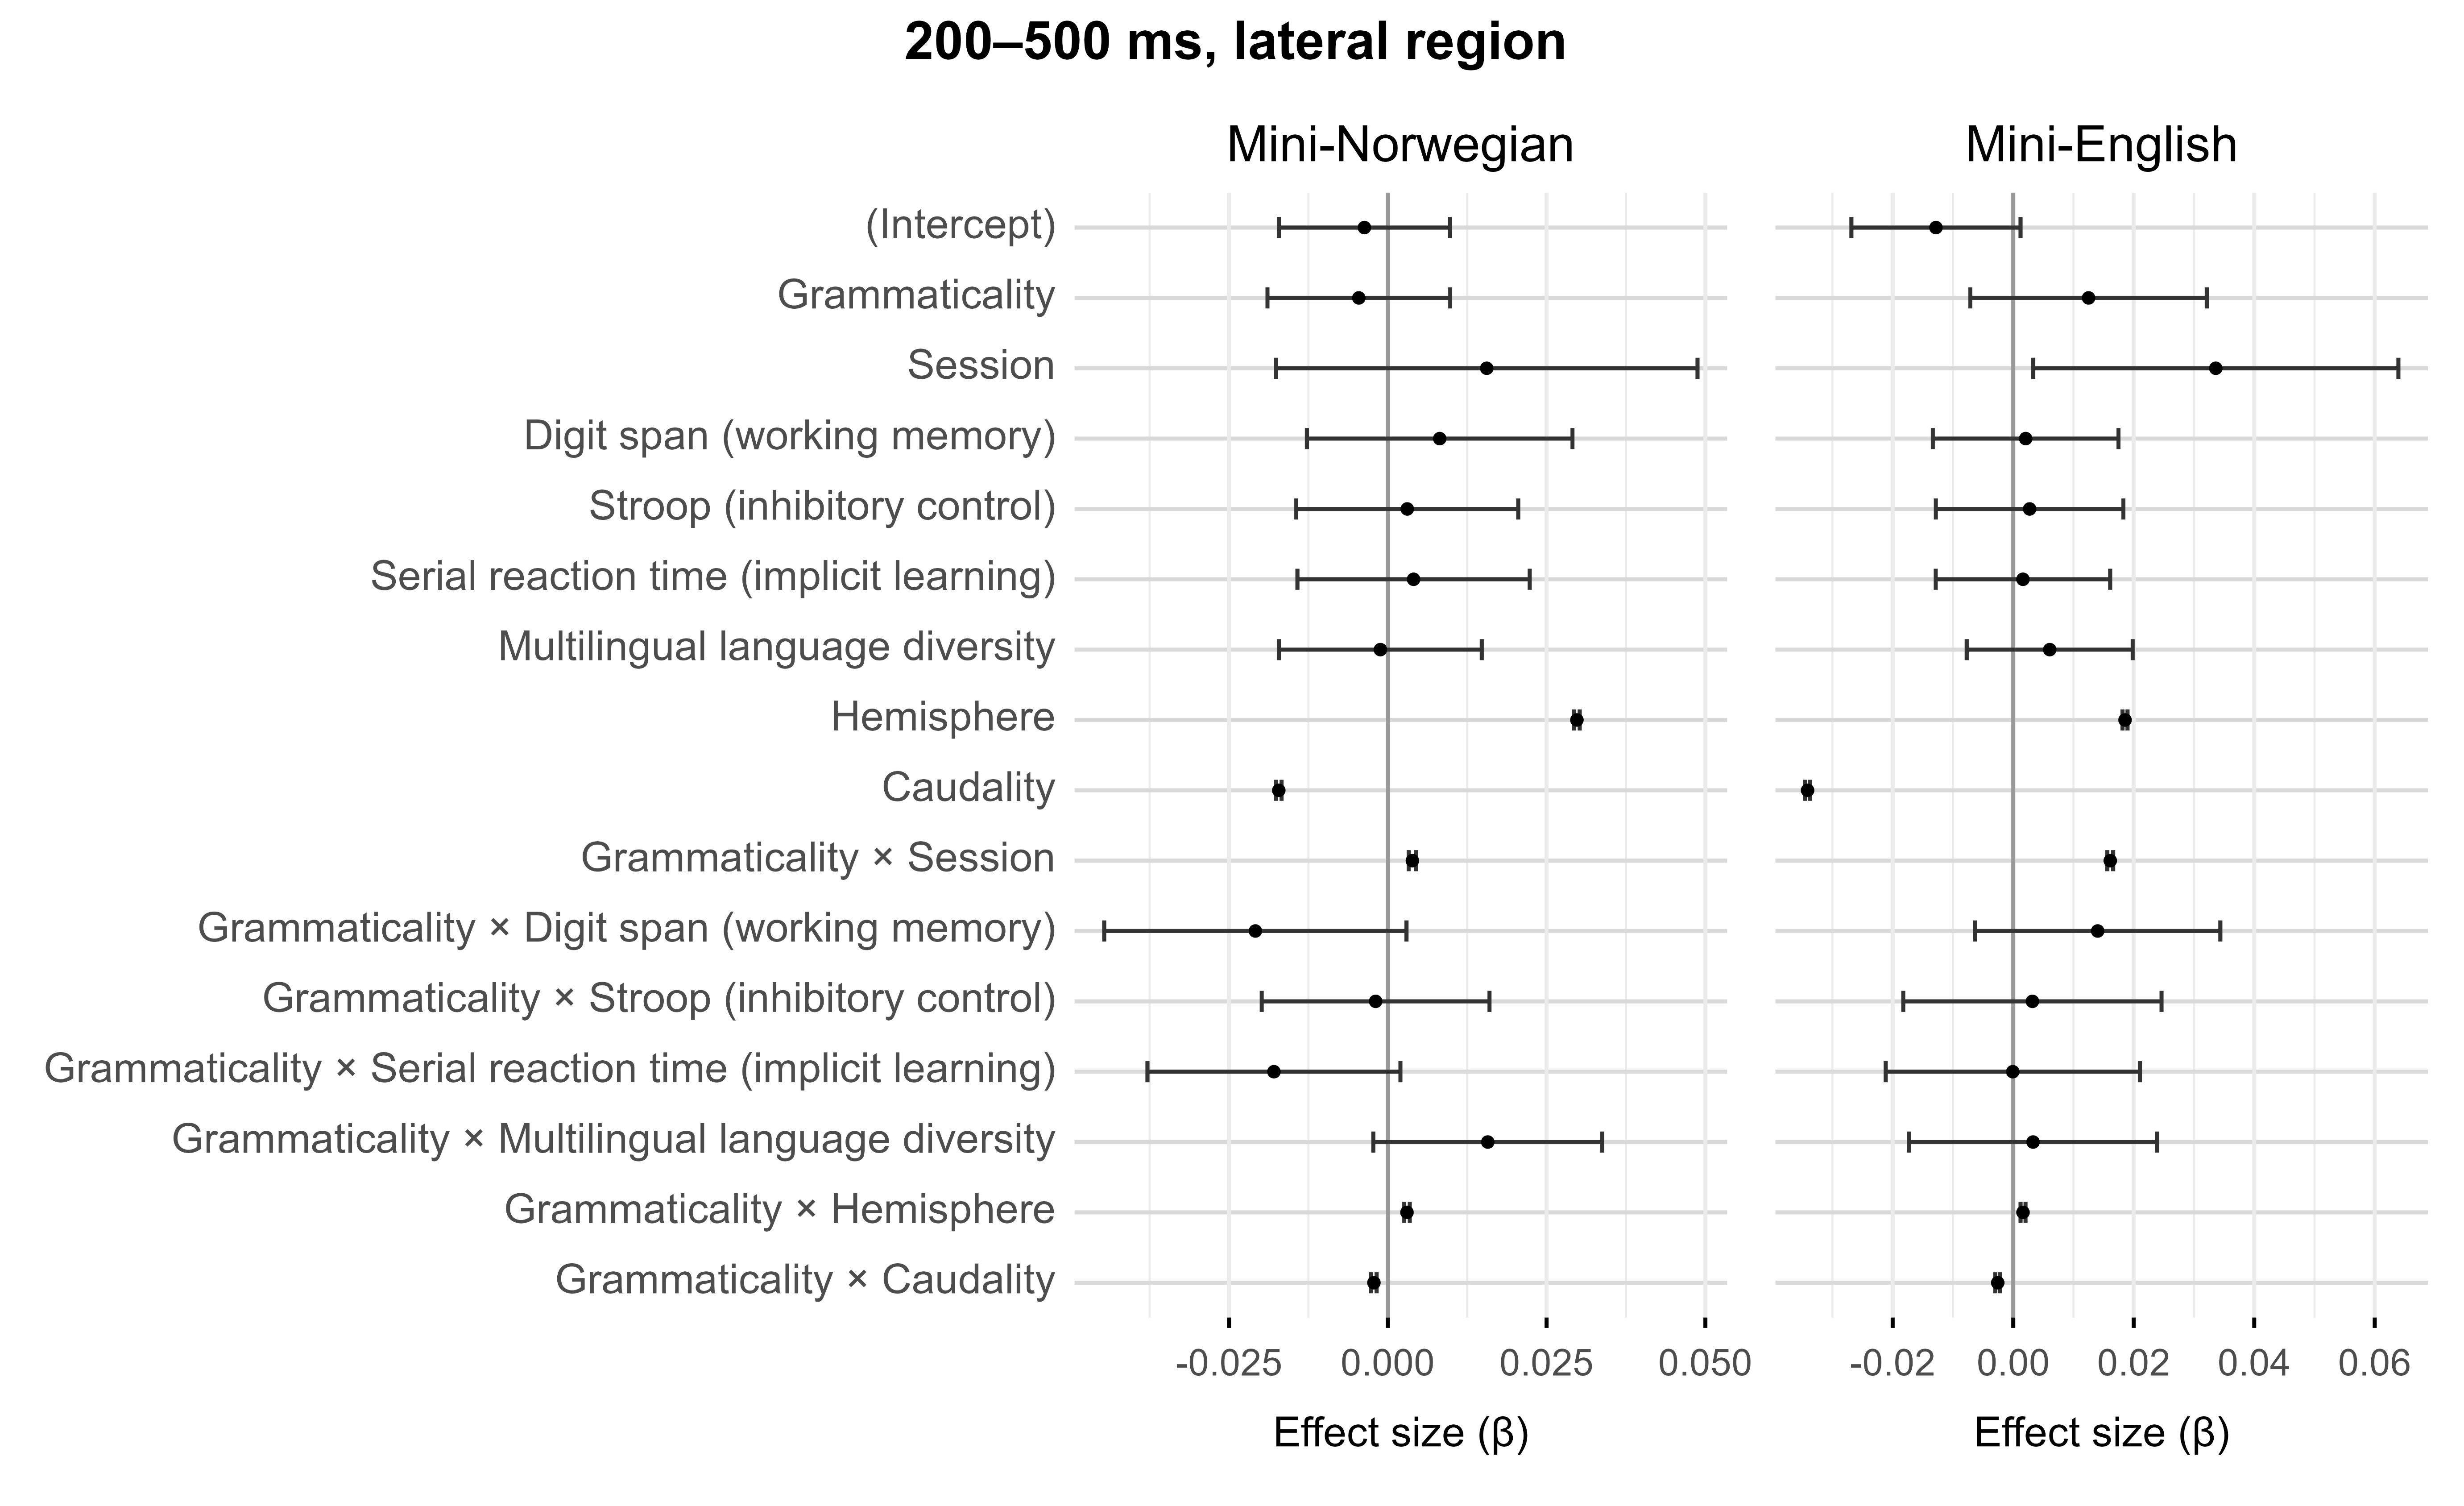 200–500 ms, lateral region
Mini-Norwegian
Mini-English
(Intercept)
Grammaticality
Session
Digit span (working memory)
Stroop (inhibitory control)
Serial reaction time (implicit learning)
Multilingual language diversity
Hemisphere
Caudality
Grammaticality × Session
Grammaticality × Digit span (working memory)
Grammaticality × Stroop (inhibitory control)
Grammaticality × Serial reaction time (implicit learning)
Grammaticality × Multilingual language diversity
Grammaticality × Hemisphere
Grammaticality × Caudality
-0.025 0.000 0.025 0.050
-0.02 0.00 0.02 0.04 0.06
Effect size (β)
Effect size (β)